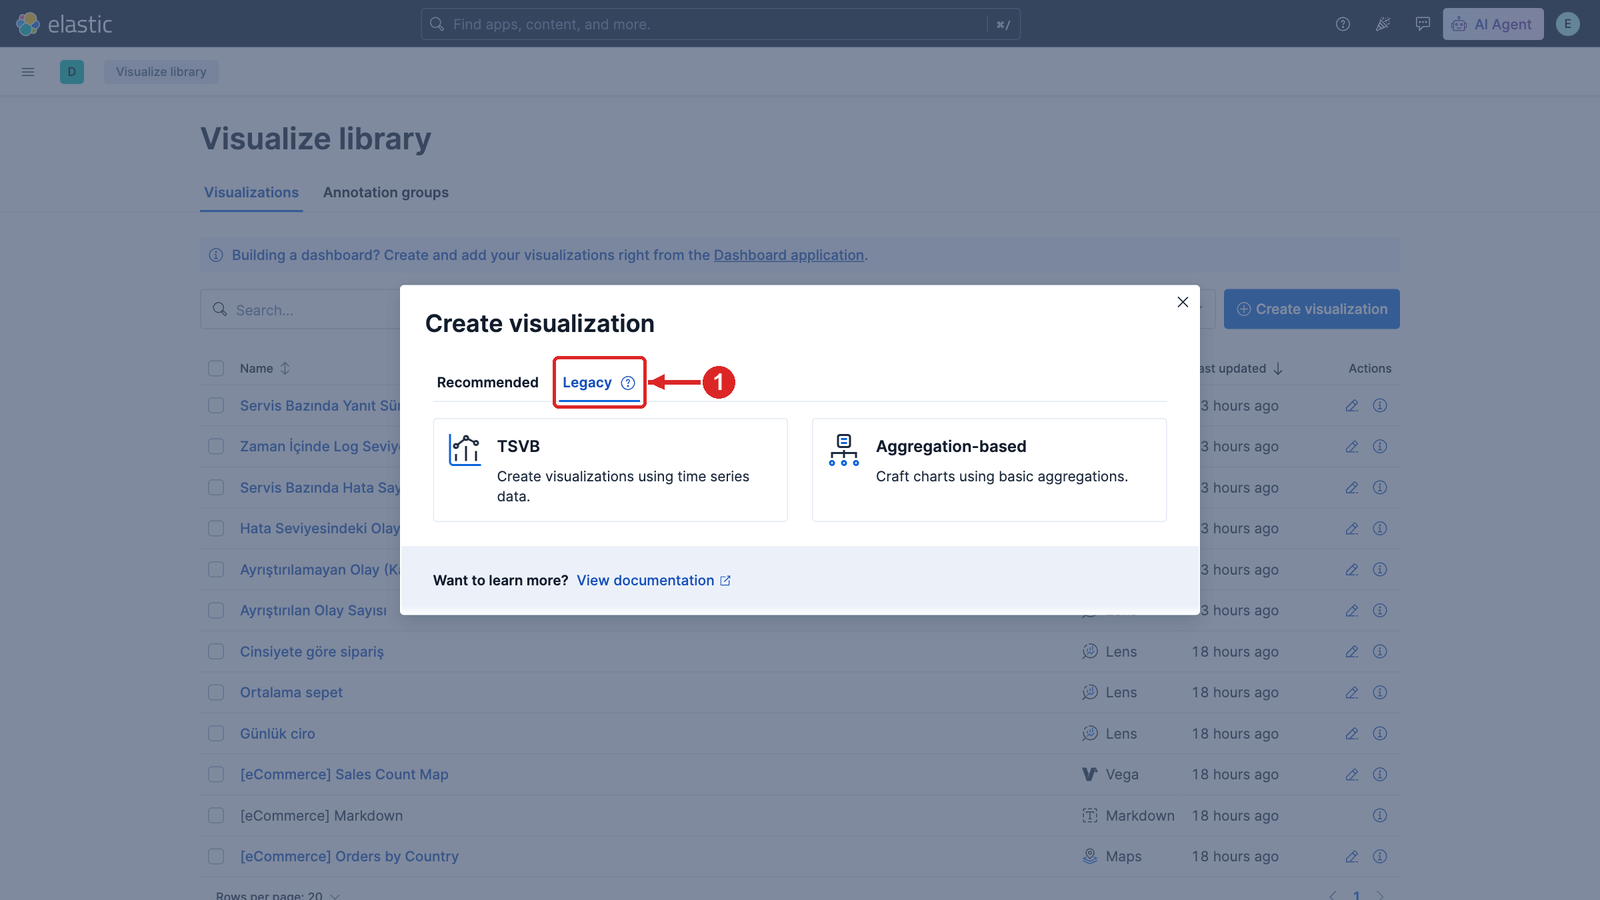 elastic
Find apps, content, and more.
⌘/
AI Agent
E
D
Visualize library
Visualize library
Visualizations
Annotation groups
Building a dashboard? Create and add your visualizations right from the Dashboard application.
Search...
Create visualization
Create visualization
Recommended
Legacy
1
TSVB
Create visualizations using time series
data.
Aggregation-based
Craft charts using basic aggregations.
Want to learn more? View documentation
Name
updated
Actions
Servis Bazında Yanıt
3 hours ago
Zaman İçinde Log
3 hours ago
Servis Bazında Hata
3 hours ago
Hata Seviyesindeki Olay
3 hours ago
Ayrıştırılamayan Olay
3 hours ago
Ayrıştırılan Olay Sayısı
3 hours ago
Cinsiyete göre sipariş Lens 18 hours ago
Ortalama sepet Lens 18 hours ago
Günlük ciro Lens 18 hours ago
[eCommerce] Sales Count Map Vega 18 hours ago
[eCommerce] Markdown Markdown 18 hours ago
[eCommerce] Orders by Country Maps 18 hours ago
Rows per page: 20
1